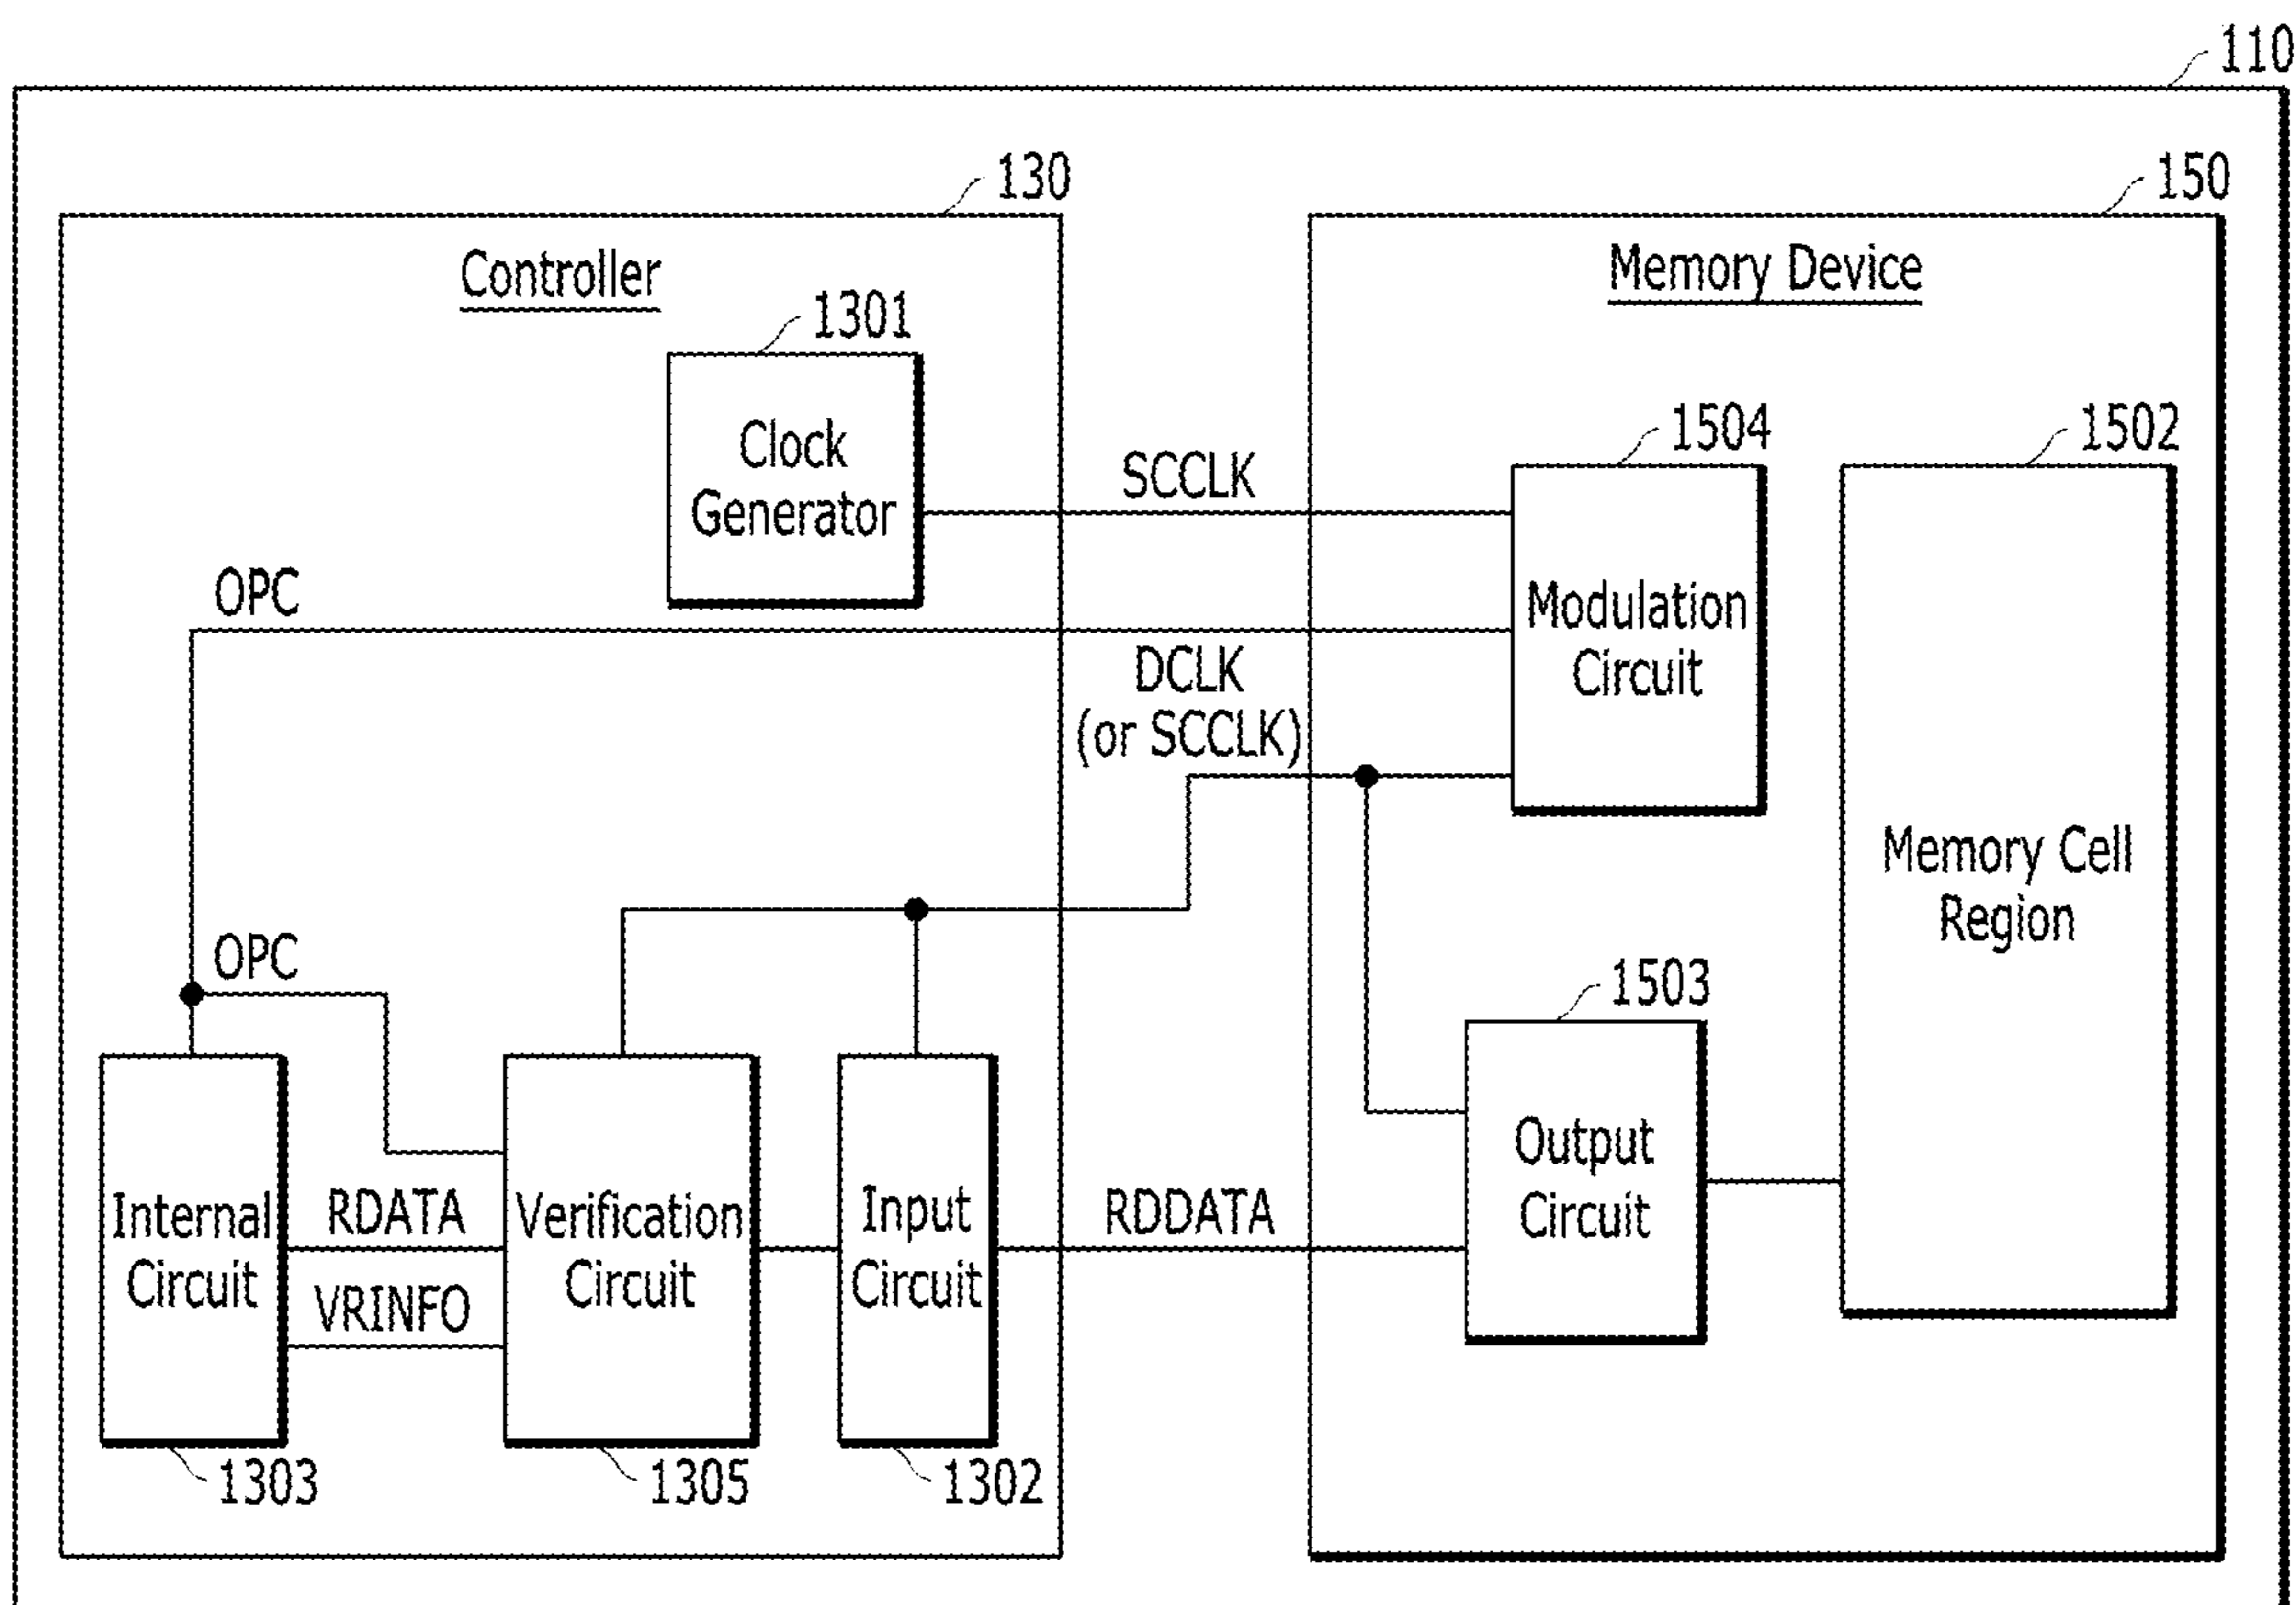 110
130
150
Controller
Memory Device
1301
Clock
Generator
1504
1502
SCCLK
OPC
Modulation
Circuit
DCLK
(or SCCLK)
Memory Cell
Region
OPC
1503
Output
Circuit
Internal
Circuit
RDATA
VRINFO
Verification
Circuit
Input
Circuit
RDDATA
1303
1305
1302